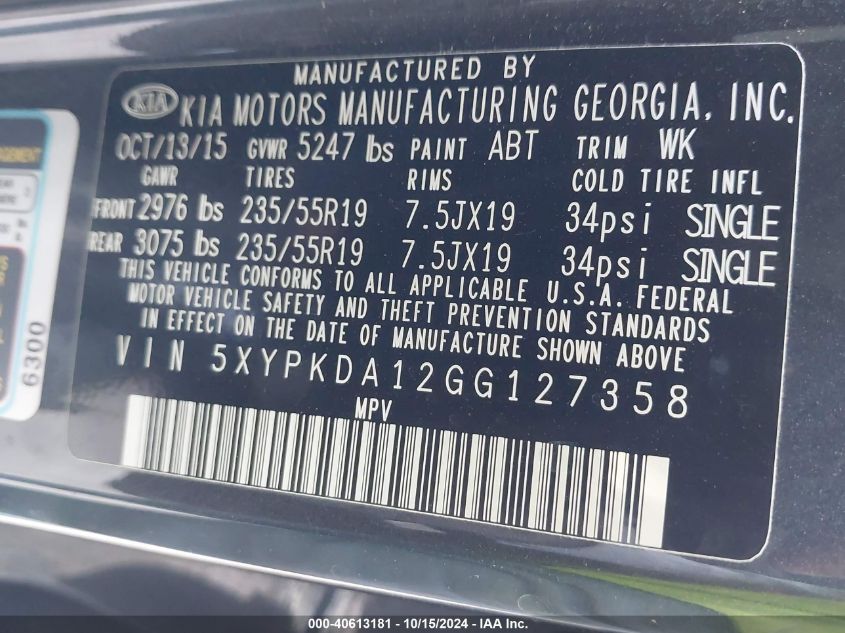 MANUFACTURED BY
KIA KIA MOTORS MANUFACTURING GEORGIA, INC.
OCT/13/15 GVWR 5247 lbs PAINT ABT TRIM WK
GAWR TIRES RIMS COLD TIRE INFL
FRONT 2976 lbs 235/55R19 7.5JX19 34psi SINGLE
REAR 3075 lbs 235/55R19 7.5JX19 34psi SINGLE
THIS VEHICLE CONFORMS TO ALL APPLICABLE U.S.A. FEDERAL
MOTOR VEHICLE SAFETY AND THEFT PREVENTION STANDARDS
IN EFFECT ON THE DATE OF MANUFACTURE SHOWN ABOVE
VIN 5XYPKDA12GG127358
MPV
6300
000-40613181 - 10/15/2024 - IAA Inc.